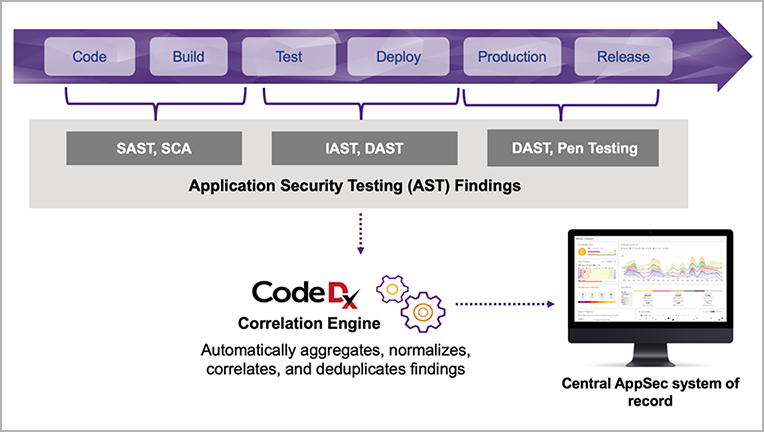 Code Build Test Deploy Production Release
SAST, SCA IAST, DAST DAST, Pen Testing
Application Security Testing (AST) Findings
Code Dx
Correlation Engine
Automatically aggregates, normalizes,
correlates, and deduplicates findings
Central AppSec system of
record